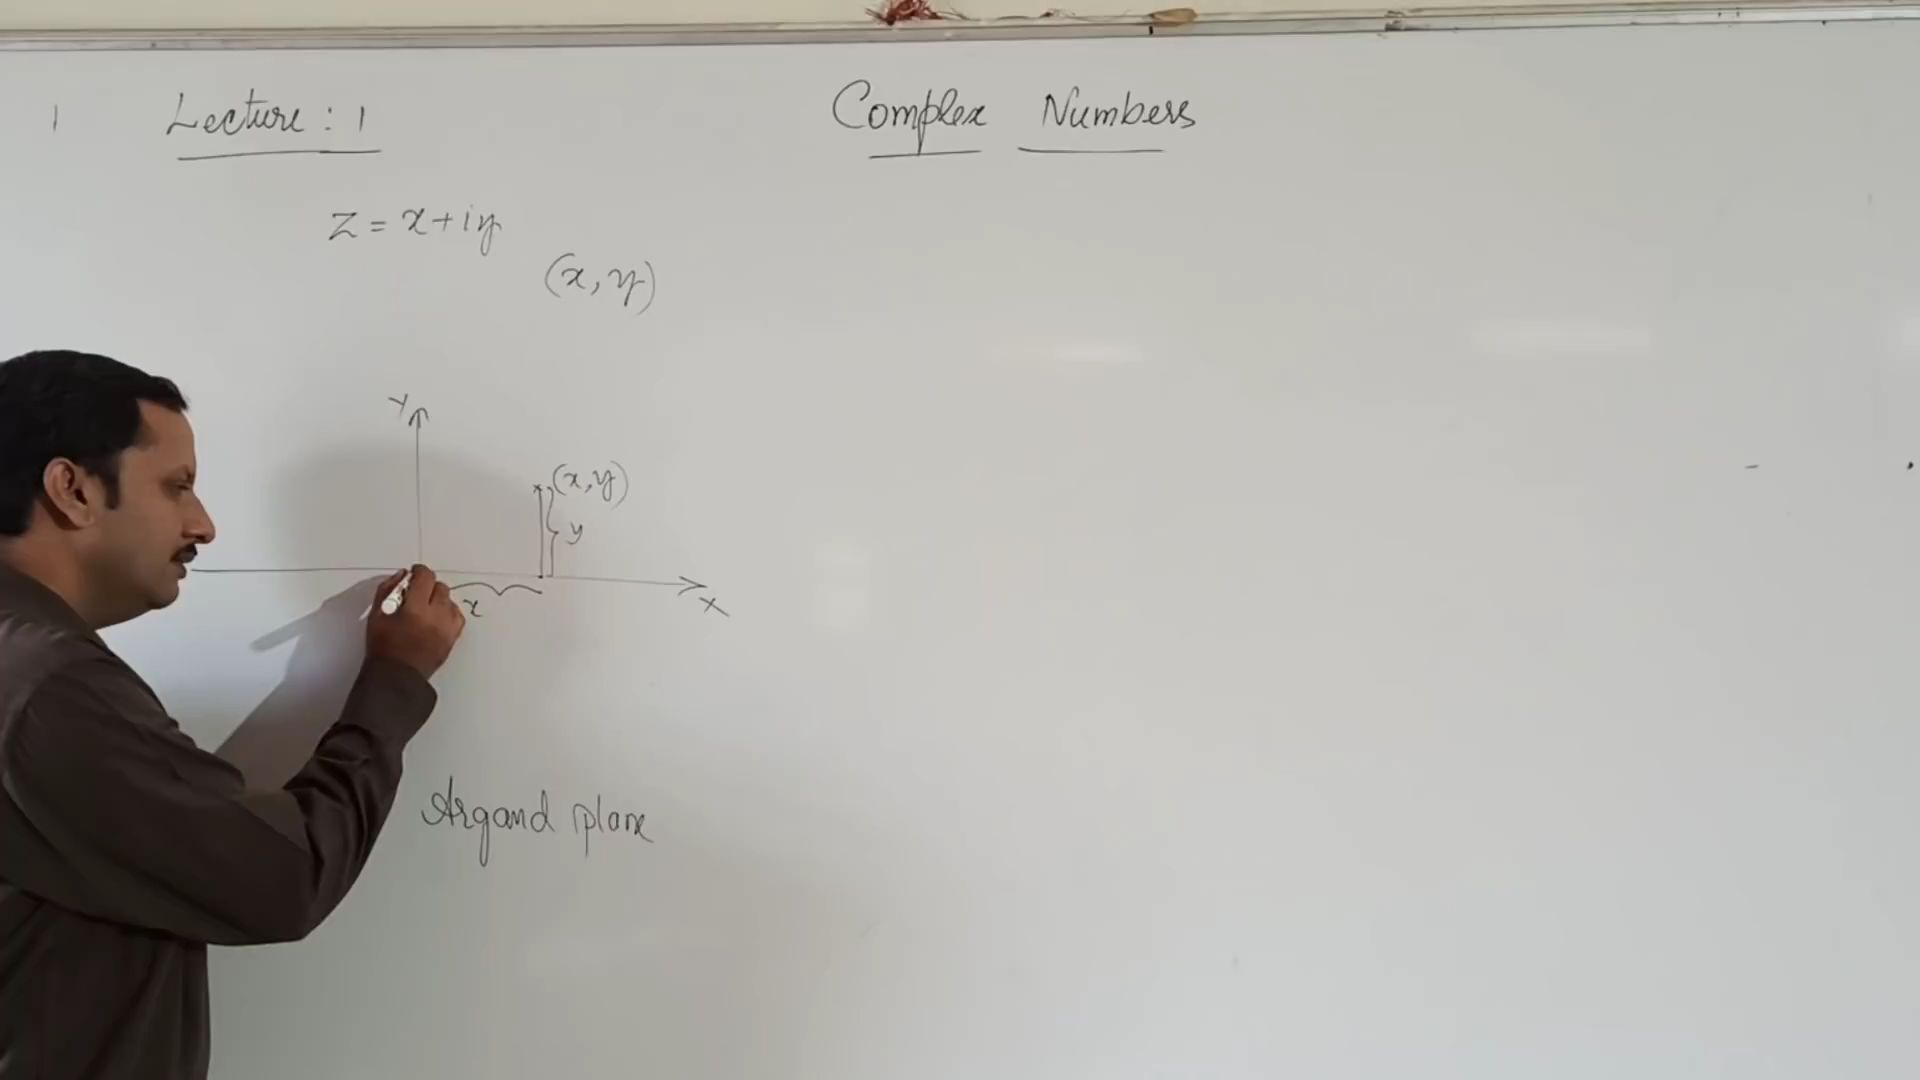 Lecture : 1
Complex Numbers
z = x + iy
(x, y)
Y
(x, y)
y
x
X
Argand plane